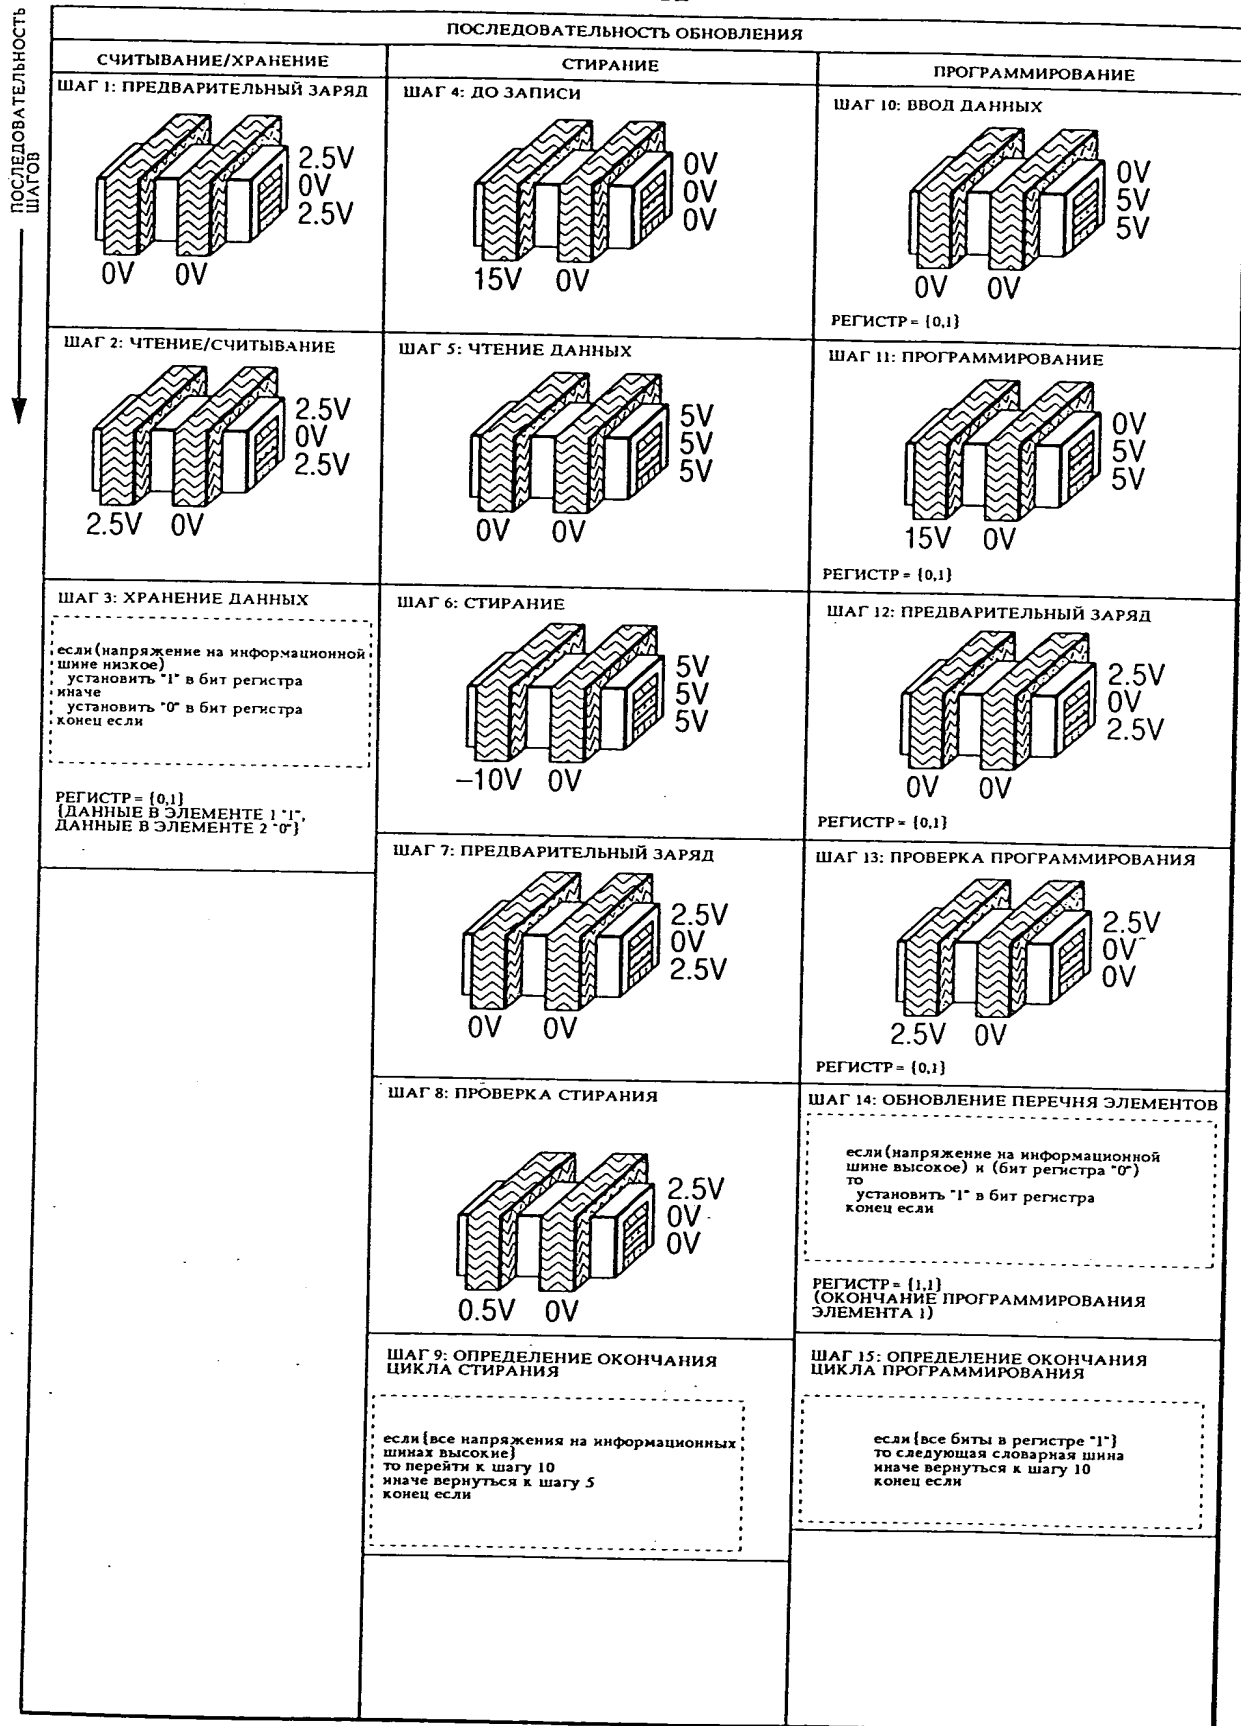 ПОСЛЕДОВАТЕЛЬНОСТЬ
ШАГОВ
ПОСЛЕДОВАТЕЛЬНОСТЬ ОБНОВЛЕНИЯ
СЧИТЫВАНИЕ/ХРАНЕНИЕ
ШАГ 1: ПРЕДВАРИТЕЛЬНЫЙ ЗАРЯД
2.5V
0V
2.5V
0V 0V
ШАГ 2: ЧТЕНИЕ/СЧИТЫВАНИЕ
2.5V
0V
2.5V
2.5V 0V
ШАГ 3: ХРАНЕНИЕ ДАННЫХ
если (напряжение на информационной
шине низкое)
установить "1" в бит регистра
иначе
установить "0" в бит регистра
конец если
РЕГИСТР = {0,1}
{ДАННЫЕ В ЭЛЕМЕНТЕ 1 "1",
ДАННЫЕ В ЭЛЕМЕНТЕ 2 "0"}
СТИРАНИЕ
ШАГ 4: ДО ЗАПИСИ
0V
0V
0V
15V 0V
ШАГ 5: ЧТЕНИЕ ДАННЫХ
5V
5V
5V
0V 0V
ШАГ 6: СТИРАНИЕ
5V
5V
5V
–10V 0V
ШАГ 7: ПРЕДВАРИТЕЛЬНЫЙ ЗАРЯД
2.5V
0V
2.5V
0V 0V
ШАГ 8: ПРОВЕРКА СТИРАНИЯ
2.5V
0V
0V
0.5V 0V
ШАГ 9: ОПРЕДЕЛЕНИЕ ОКОНЧАНИЯ
ЦИКЛА СТИРАНИЯ
если {все напряжения на информационных
шинах высокие}
то перейти к шагу 10
иначе вернуться к шагу 5
конец если
ПРОГРАММИРОВАНИЕ
ШАГ 10: ВВОД ДАННЫХ
0V
5V
5V
0V 0V
РЕГИСТР = {0,1}
ШАГ 11: ПРОГРАММИРОВАНИЕ
0V
5V
5V
15V 0V
РЕГИСТР = {0,1}
ШАГ 12: ПРЕДВАРИТЕЛЬНЫЙ ЗАРЯД
2.5V
0V
2.5V
0V 0V
РЕГИСТР = {0,1}
ШАГ 13: ПРОВЕРКА ПРОГРАММИРОВАНИЯ
2.5V
0V
0V
2.5V 0V
РЕГИСТР = {0,1}
ШАГ 14: ОБНОВЛЕНИЕ ПЕРЕЧНЯ ЭЛЕМЕНТОВ
если (напряжение на информационной
шине высокое) и (бит регистра "0")
то
установить "1" в бит регистра
конец если
РЕГИСТР = {1,1}
(ОКОНЧАНИЕ ПРОГРАММИРОВАНИЯ
ЭЛЕМЕНТА 1)
ШАГ 15: ОПРЕДЕЛЕНИЕ ОКОНЧАНИЯ
ЦИКЛА ПРОГРАММИРОВАНИЯ
если {все биты в регистре "1"}
то следующая словарная шина
иначе вернуться к шагу 10
конец если